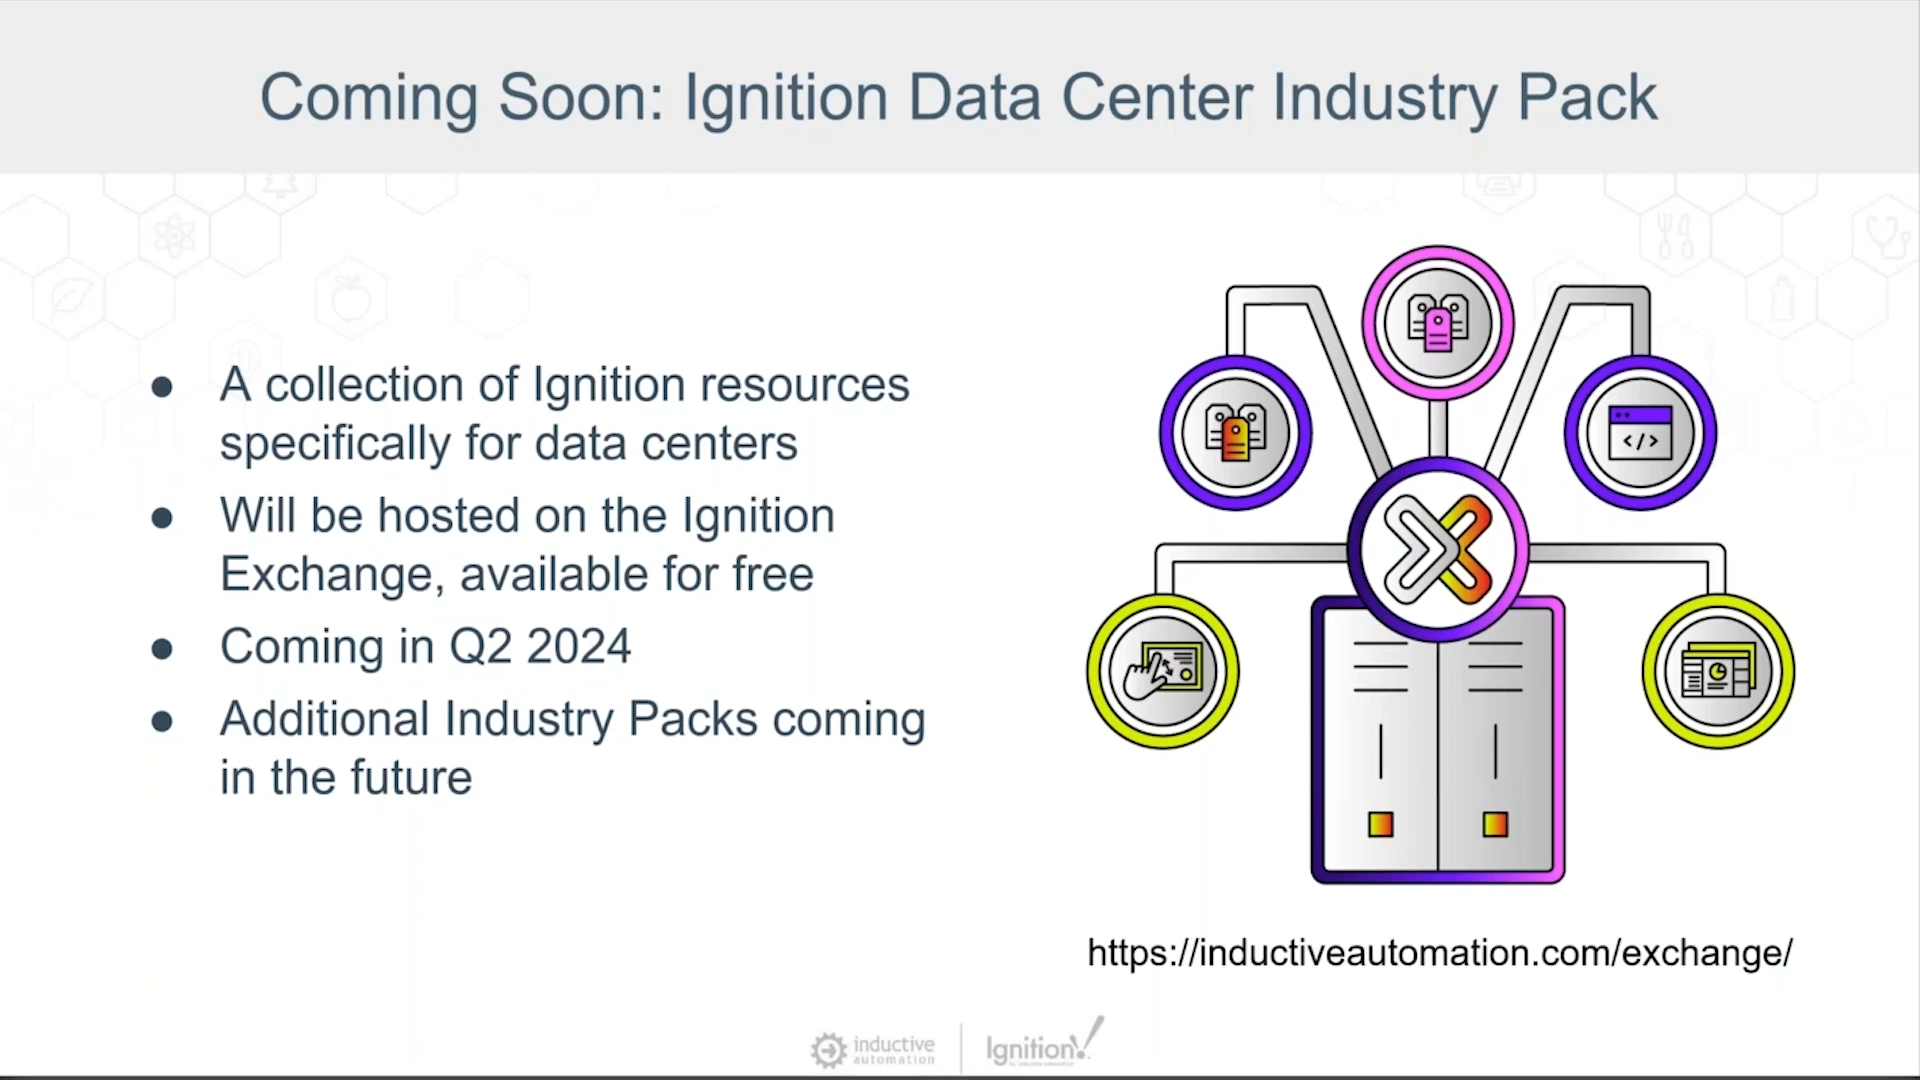 Coming Soon: Ignition Data Center Industry Pack
● A collection of Ignition resources
specifically for data centers
● Will be hosted on the Ignition
Exchange, available for free
● Coming in Q2 2024
● Additional Industry Packs coming
in the future
</>
https://inductiveautomation.com/exchange/
inductive
automation
Ignition!